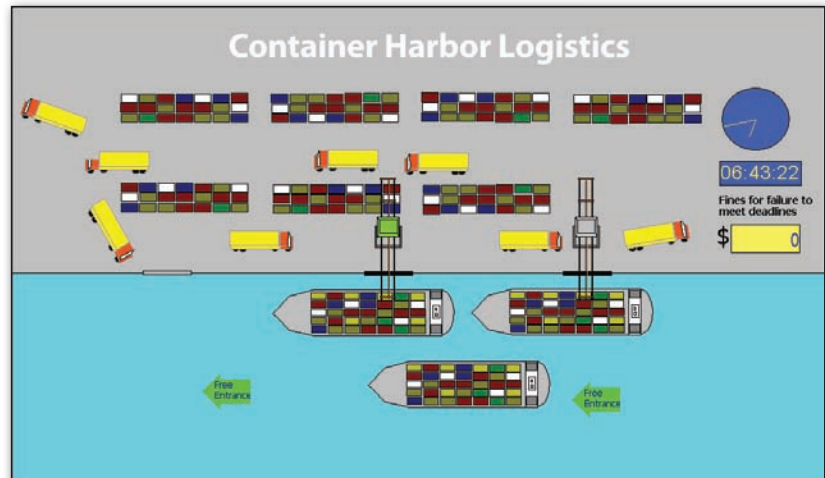 Container Harbor Logistics
06:43:22
Fines for failure to
meet deadlines
$ 0
Free
Entrance
Free
Entrance